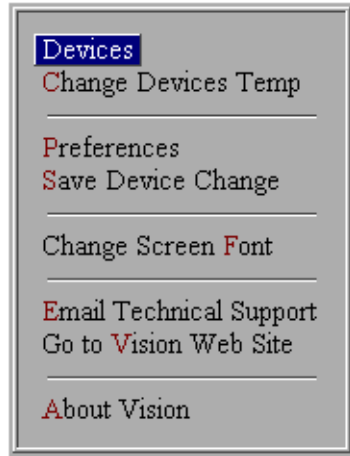 Devices
Change Devices Temp
Preferences
Save Device Change
Change Screen Font
Email Technical Support
Go to Vision Web Site
About Vision